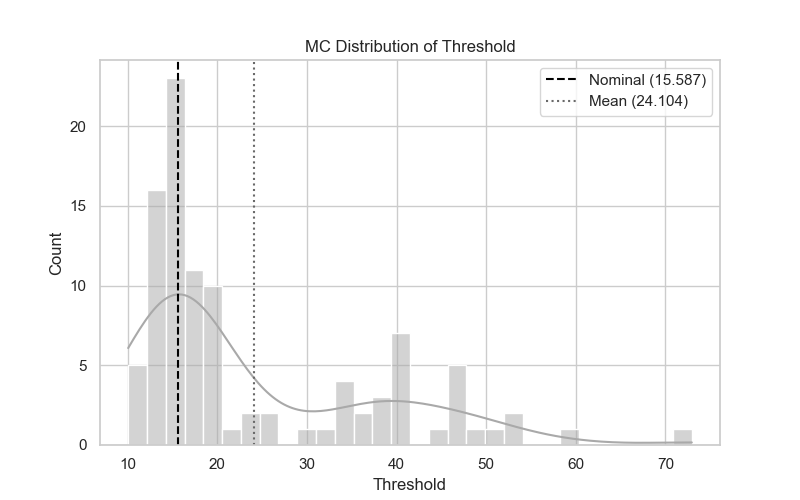 MC Distribution of Threshold
Nominal (15.587)
Mean (24.104)
Count
20
15
10
5
0
10 20 30 40 50 60 70
Threshold